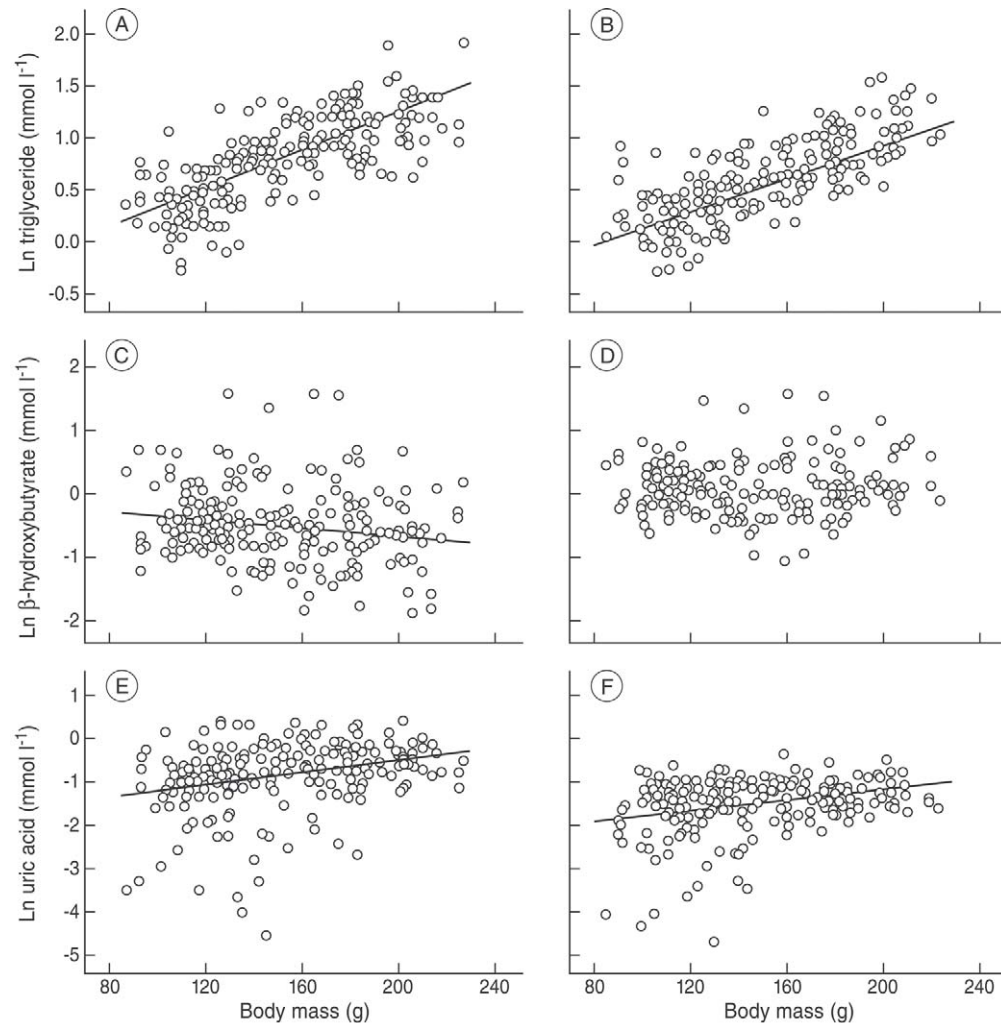 A
B
Ln triglyceride (mmol l⁻¹)
2.0
1.5
1.0
0.5
0.0
-0.5
C
D
Ln β-hydroxybutyrate (mmol l⁻¹)
2
1
0
-1
-2
E
F
Ln uric acid (mmol l⁻¹)
1
0
-1
-2
-3
-4
-5
80 120 160 200 240
80 120 160 200 240
Body mass (g)
Body mass (g)